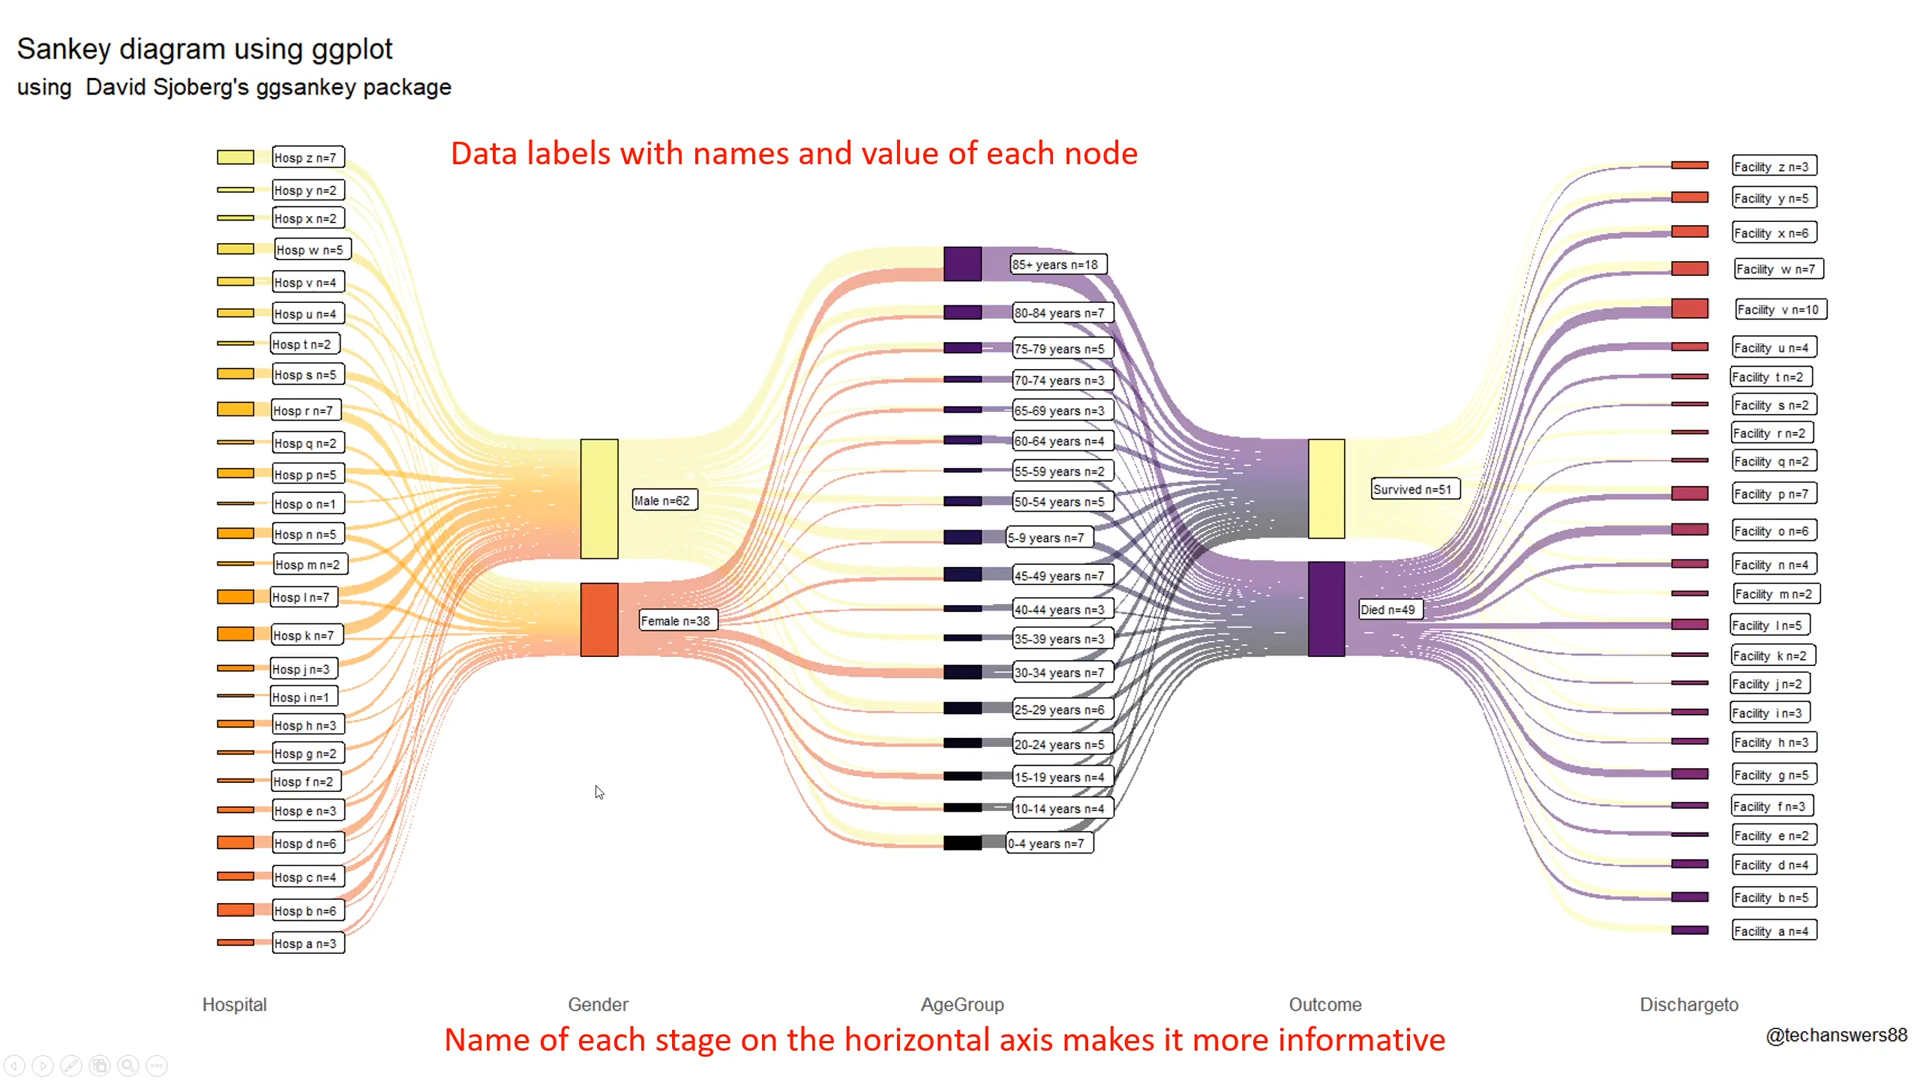 Sankey diagram using ggplot
using  David Sjoberg's ggsankey package
Data labels with names and value of each node
Hosp z n=7
Hosp y n=2
Hosp x n=2
Hosp w n=5
Hosp v n=4
Hosp u n=4
Hosp t n=2
Hosp s n=5
Hosp r n=7
Hosp q n=2
Hosp p n=5
Hosp o n=1
Hosp n n=5
Hosp m n=2
Hosp l n=7
Hosp k n=7
Hosp j n=3
Hosp i n=1
Hosp h n=3
Hosp g n=2
Hosp f n=2
Hosp e n=3
Hosp d n=6
Hosp c n=4
Hosp b n=6
Hosp a n=3
Male n=62
Female n=38
85+ years n=18
80-84 years n=7
75-79 years n=5
70-74 years n=3
65-69 years n=3
60-64 years n=4
55-59 years n=2
50-54 years n=5
5-9 years n=7
45-49 years n=7
40-44 years n=3
35-39 years n=3
30-34 years n=7
25-29 years n=6
20-24 years n=5
15-19 years n=4
10-14 years n=4
0-4 years n=7
Survived n=51
Died n=49
Facility  z n=3
Facility  y n=5
Facility  x n=6
Facility  w n=7
Facility  v n=10
Facility  u n=4
Facility  t n=2
Facility  s n=2
Facility  r n=2
Facility  q n=2
Facility  p n=7
Facility  o n=6
Facility  n n=4
Facility  m n=2
Facility  l n=5
Facility  k n=2
Facility  j n=2
Facility  i n=3
Facility  h n=3
Facility  g n=5
Facility  f n=3
Facility  e n=2
Facility  d n=4
Facility  b n=5
Facility  a n=4
Hospital
Gender
AgeGroup
Outcome
Dischargeto
Name of each stage on the horizontal axis makes it more informative
@techanswers88